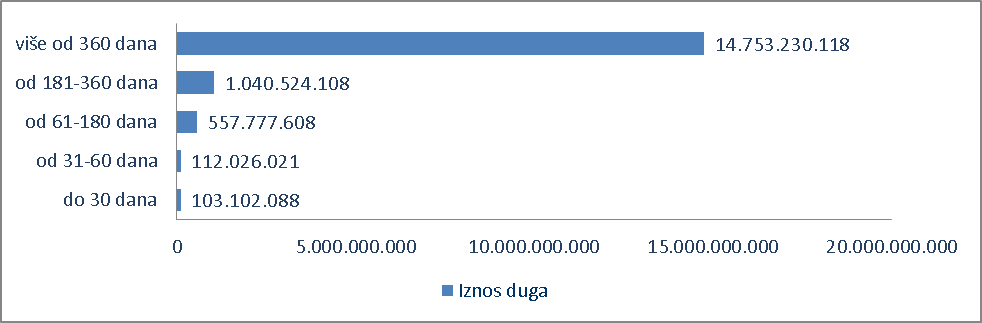 više od 360 dana 14.753.230.118
od 181-360 dana 1.040.524.108
od 61-180 dana 557.777.608
od 31-60 dana 112.026.021
do 30 dana 103.102.088
0 5.000.000.000 10.000.000.000 15.000.000.000 20.000.000.000
Iznos duga